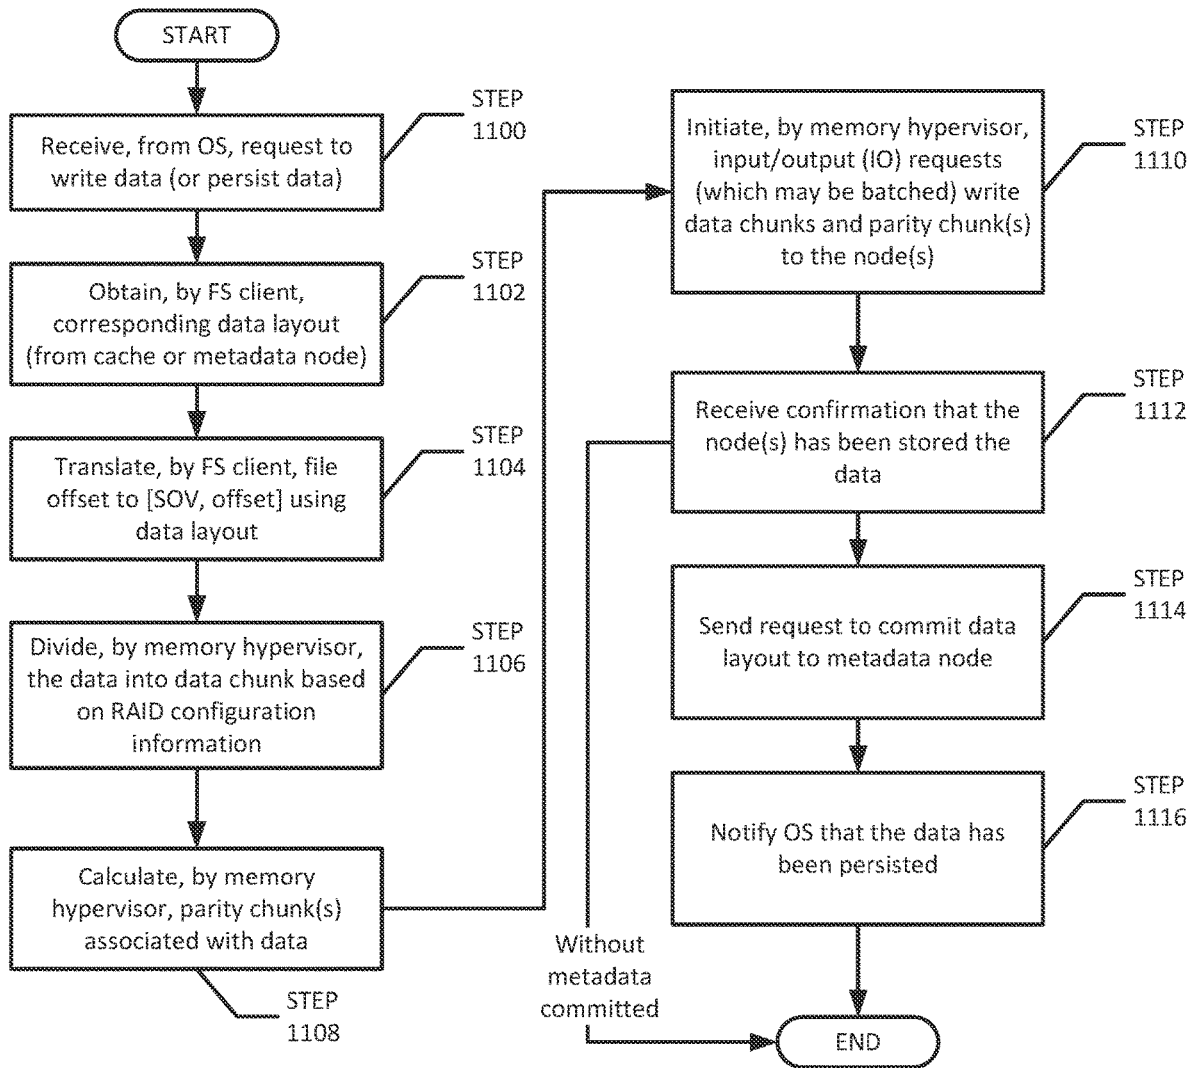 START
Receive, from OS, request to
write data (or persist data)
STEP
1100
Obtain, by FS client,
corresponding data layout
(from cache or metadata node)
STEP
1102
Translate, by FS client, file
offset to [SOV, offset] using
data layout
STEP
1104
Divide, by memory hypervisor,
the data into data chunk based
on RAID configuration
information
STEP
1106
Calculate, by memory
hypervisor, parity chunk(s)
associated with data
STEP
1108
Initiate, by memory hypervisor,
input/output (IO) requests
(which may be batched) write
data chunks and parity chunk(s)
to the node(s)
STEP
1110
Receive confirmation that the
node(s) has been stored the
data
STEP
1112
Send request to commit data
layout to metadata node
STEP
1114
Notify OS that the data has
been persisted
STEP
1116
Without
metadata
committed
END